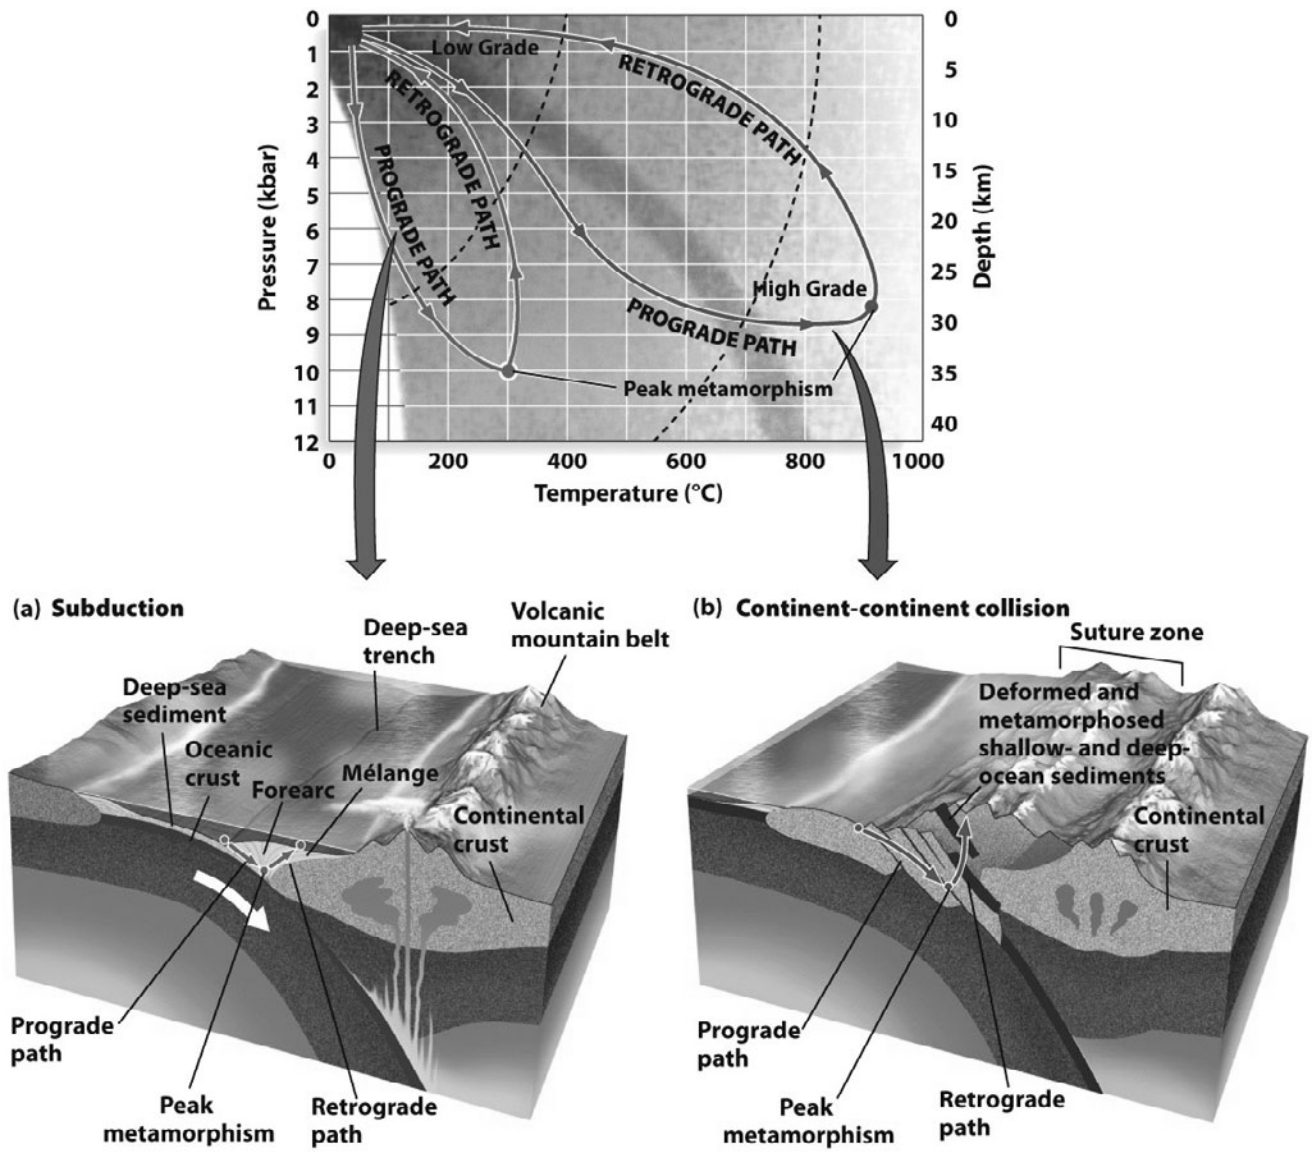 0
1
2
3
4
5
6
7
8
9
10
11
12
Pressure (kbar)
0
5
10
15
20
25
30
35
40
Depth (km)
0
200
400
600
800
1000
Temperature (°C)
Low Grade
RETROGRADE PATH
RETROGRADE PATH
PROGRADE PATH
High Grade
PROGRADE PATH
Peak metamorphism
(a) Subduction
Deep-sea
trench
Volcanic
mountain belt
Deep-sea
sediment
Oceanic
crust
Forearc
Mélange
Continental
crust
Prograde
path
Peak
metamorphism
Retrograde
path
(b) Continent-continent collision
Suture zone
Deformed and
metamorphosed
shallow- and deep-
ocean sediments
Continental
crust
Prograde
path
Peak
metamorphism
Retrograde
path